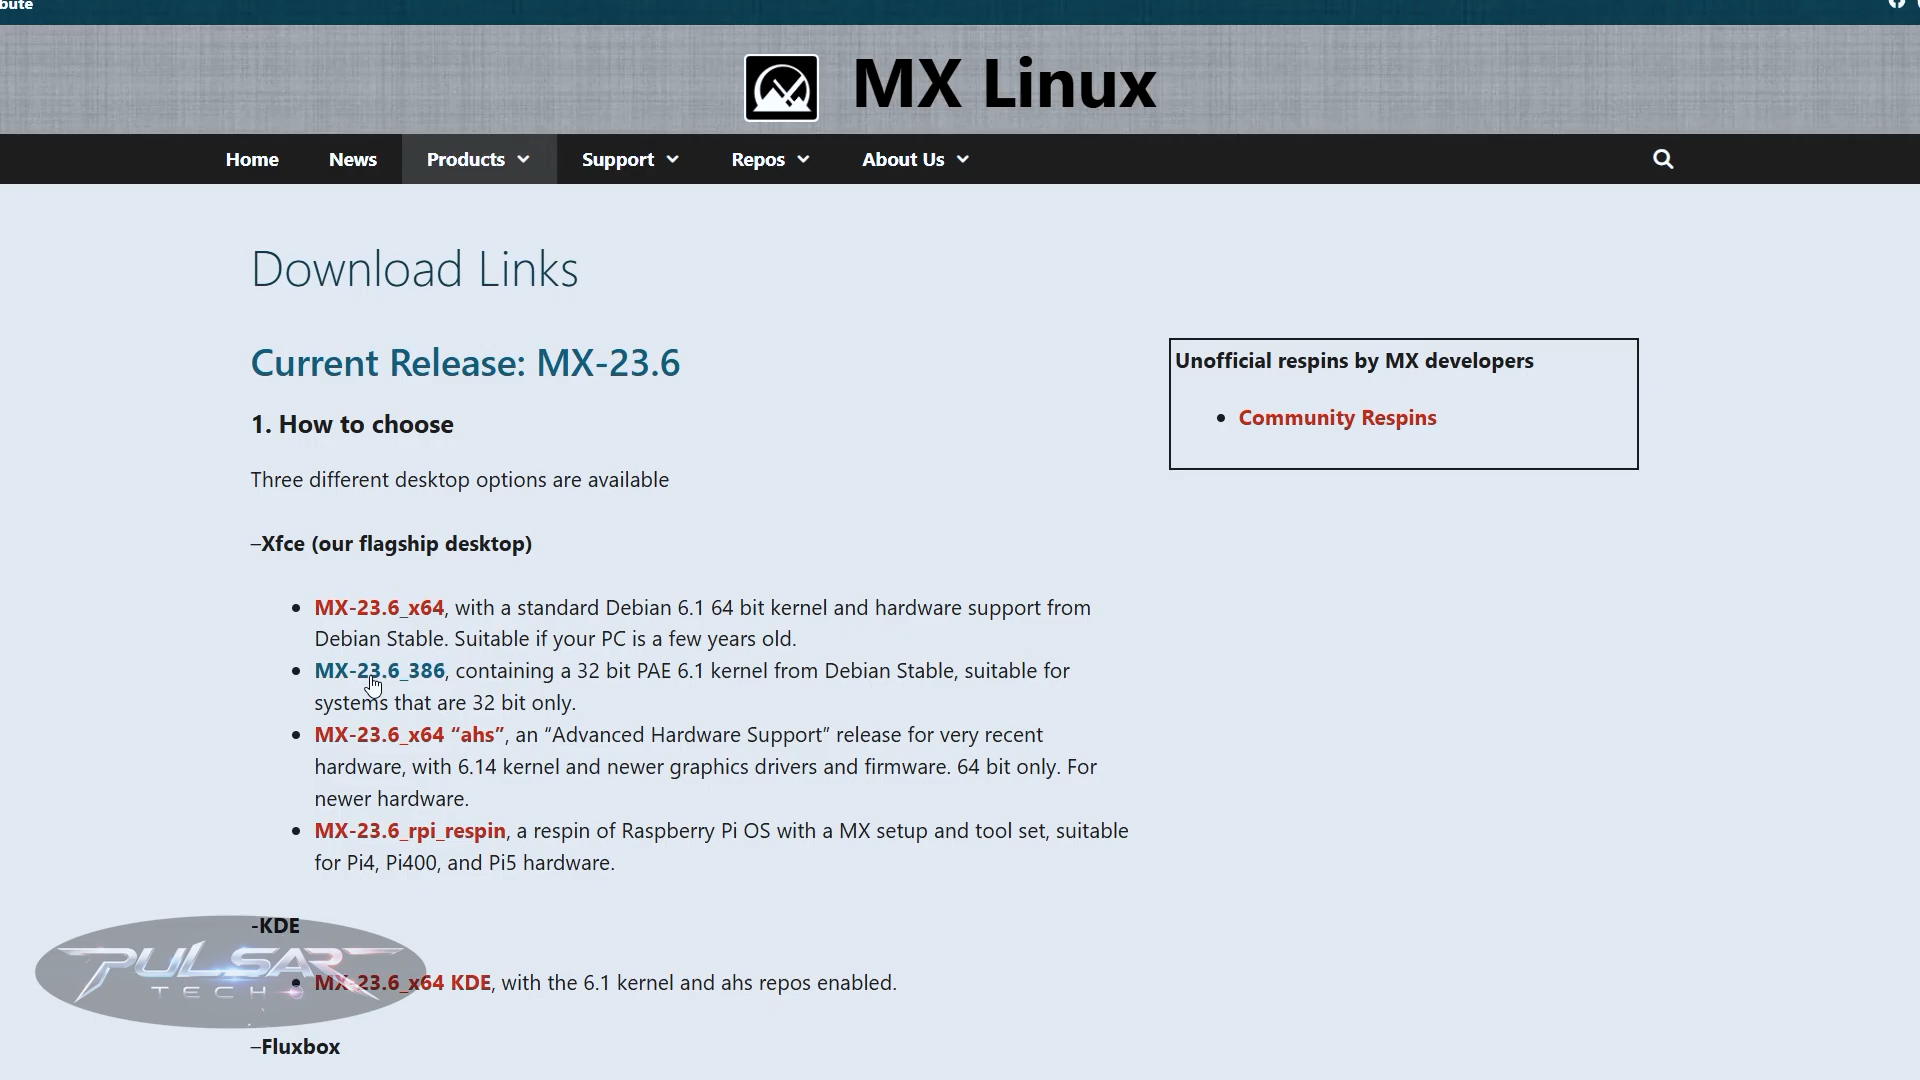 bute
MX Linux
Home News Products Support Repos About Us
Download Links
Current Release: MX-23.6
1. How to choose
Three different desktop options are available
–Xfce (our flagship desktop)
MX-23.6_x64, with a standard Debian 6.1 64 bit kernel and hardware support from
Debian Stable. Suitable if your PC is a few years old.
MX-23.6_386, containing a 32 bit PAE 6.1 kernel from Debian Stable, suitable for
systems that are 32 bit only.
MX-23.6_x64 “ahs”, an “Advanced Hardware Support” release for very recent
hardware, with 6.14 kernel and newer graphics drivers and firmware. 64 bit only. For
newer hardware.
MX-23.6_rpi_respin, a respin of Raspberry Pi OS with a MX setup and tool set, suitable
for Pi4, Pi400, and Pi5 hardware.
-KDE
MX-23.6_x64 KDE, with the 6.1 kernel and ahs repos enabled.
–Fluxbox
Unofficial respins by MX developers
Community Respins
PULSAR
TECH